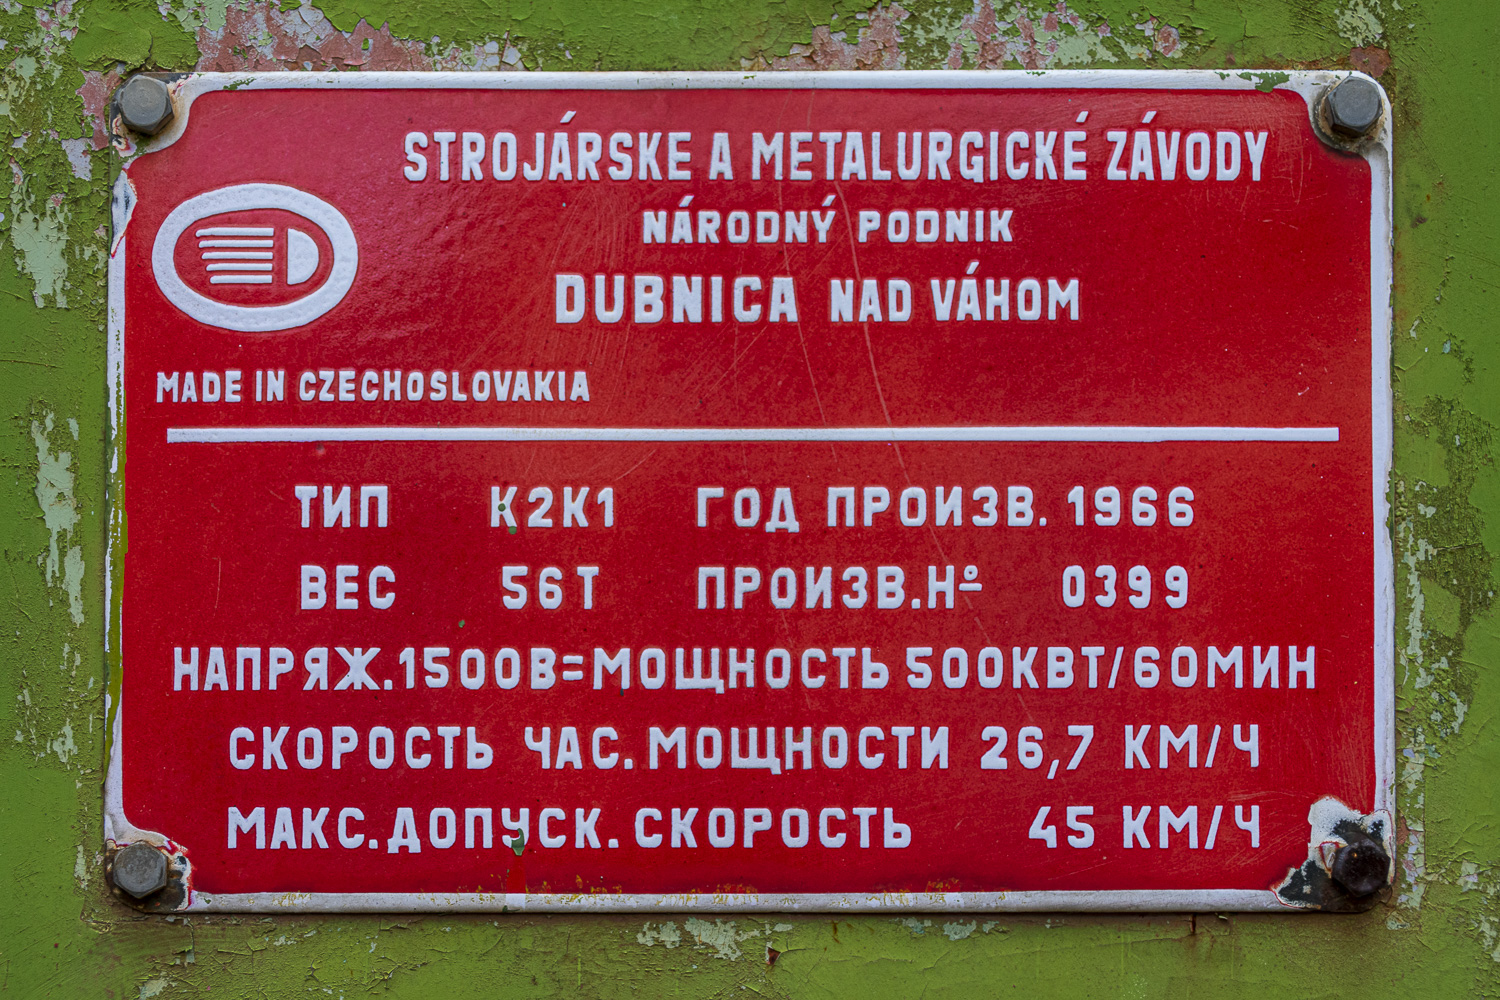 STROJÁRSKE A METALURGICKÉ ZÁVODY
NÁRODNÝ PODNIK
DUBNICA NAD VÁHOM
MADE IN CZECHOSLOVAKIA
ТИП К2К1 ГОД ПРОИЗВ. 1966
ВЕС 56Т ПРОИЗВ.Нº 0399
НАПРЯЖ.1500В=МОЩНОСТЬ 500КВТ/60МИН
СКОРОСТЬ ЧАС.МОЩНОСТИ 26,7 КМ/Ч
МАКС.ДОПУСК.СКОРОСТЬ 45 КМ/Ч